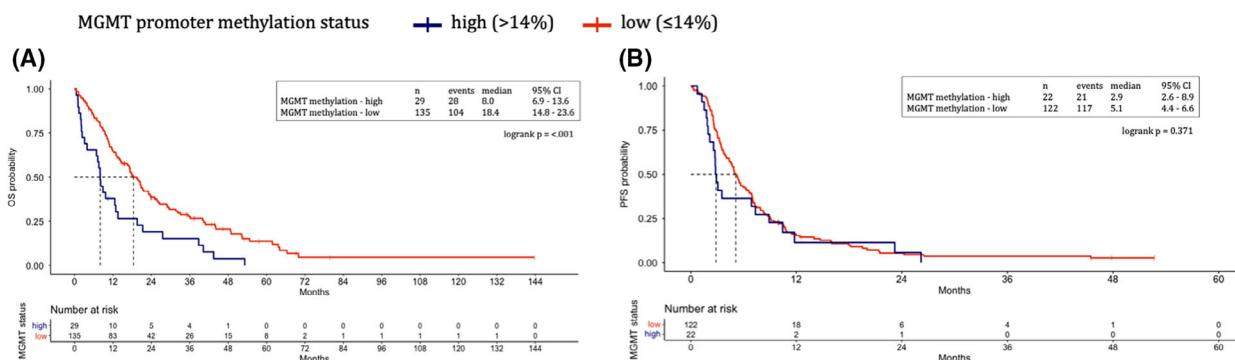 MGMT promoter methylation status high (>14%) low (≤14%)
(A)
n events median 95% CI
MGMT methylation - high 29 28 8.0 6.9 - 13.6
MGMT methylation - low 135 104 18.4 14.8 - 23.6
logrank p = <.001
OS probability
1.00
0.75
0.50
0.25
0.00
0 12 24 36 48 60 72 84 96 108 120 132 144
Months
Number at risk
MGMT status
high 29 10 5 4 1 0 0 0 0 0 0 0 0
low 135 83 42 26 15 8 2 1 1 1 1 1 0
0 12 24 36 48 60 72 84 96 108 120 132 144
Months
(B)
n events median 95% CI
MGMT methylation - high 22 21 2.9 2.6 - 8.9
MGMT methylation - low 122 117 5.1 4.4 - 6.6
logrank p = 0.371
PFS probability
1.00
0.75
0.50
0.25
0.00
0 12 24 36 48 60
Months
Number at risk
MGMT status
low 122 18 6 4 1 0
high 22 2 1 0 0 0
0 12 24 36 48 60
Months